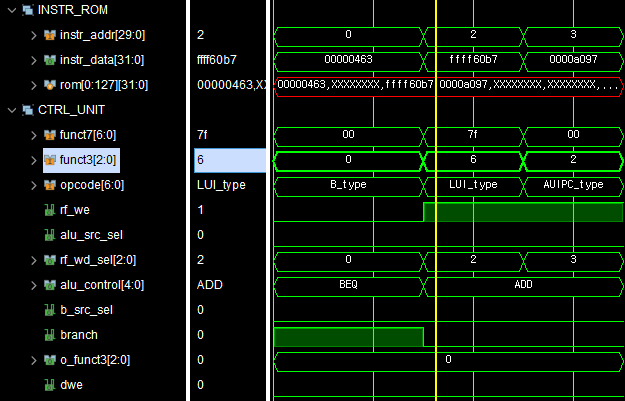 INSTR_ROM
instr_addr[29:0] 2 0 2 3
instr_data[31:0] ffff60b7 00000463 ffff60b7 0000a097
rom[0:127][31:0] 00000463,XX 00000463,XXXXXXXX,ffff60b7 0000a097,XXXXXXXX,XXXXXXXX,...
CTRL_UNIT
funct7[6:0] 7f 00 7f 00
funct3[2:0] 6 0 6 2
opcode[6:0] LUI_type B_type LUI_type AUIPC_type
rf_we 1
alu_src_sel 0
rf_wd_sel[2:0] 2 0 2 3
alu_control[4:0] ADD BEQ ADD
b_src_sel 0
branch 0
o_funct3[2:0] 0 0
dwe 0